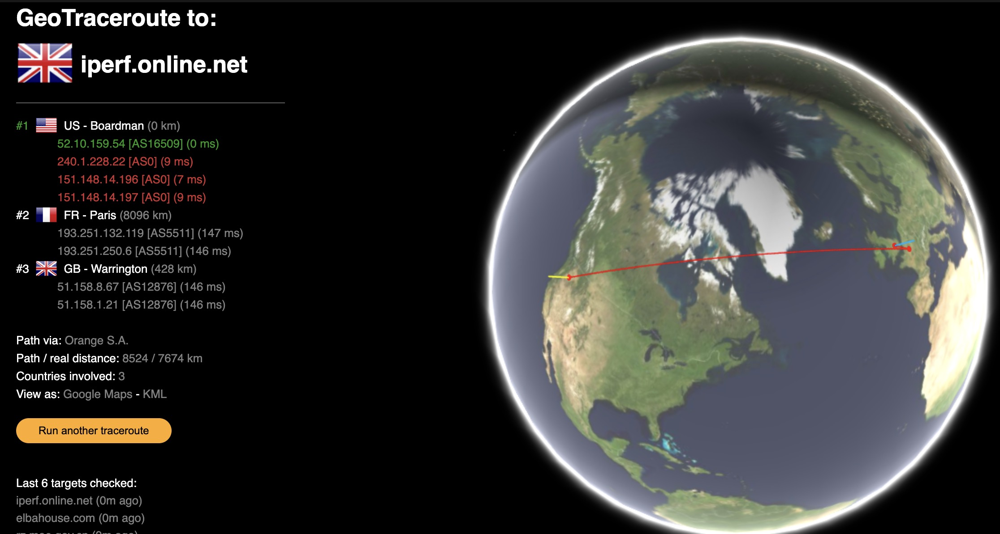 GeoTraceroute to:
iperf.online.net
#1 US - Boardman (0 km)
52.10.159.54 [AS16509] (0 ms)
240.1.228.22 [AS0] (9 ms)
151.148.14.196 [AS0] (7 ms)
151.148.14.197 [AS0] (9 ms)
#2 FR - Paris (8096 km)
193.251.132.119 [AS5511] (147 ms)
193.251.250.6 [AS5511] (146 ms)
#3 GB - Warrington (428 km)
51.158.8.67 [AS12876] (146 ms)
51.158.1.21 [AS12876] (146 ms)
Path via: Orange S.A.
Path / real distance: 8524 / 7674 km
Countries involved: 3
View as: Google Maps - KML
Run another traceroute
Last 6 targets checked:
iperf.online.net (0m ago)
elbahouse.com (0m ago)